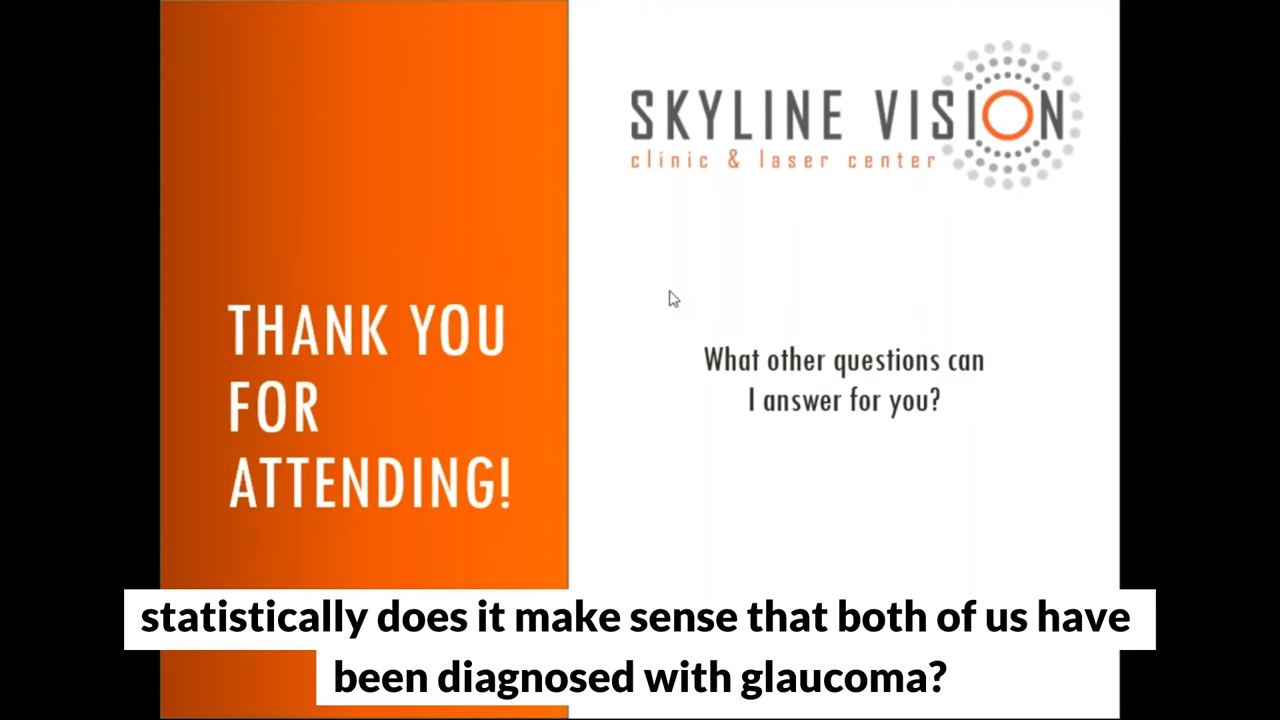 SKYLINE VISION
clinic & laser center
THANK YOU
FOR
ATTENDING!
What other questions can
I answer for you?
statistically does it make sense that both of us have
been diagnosed with glaucoma?